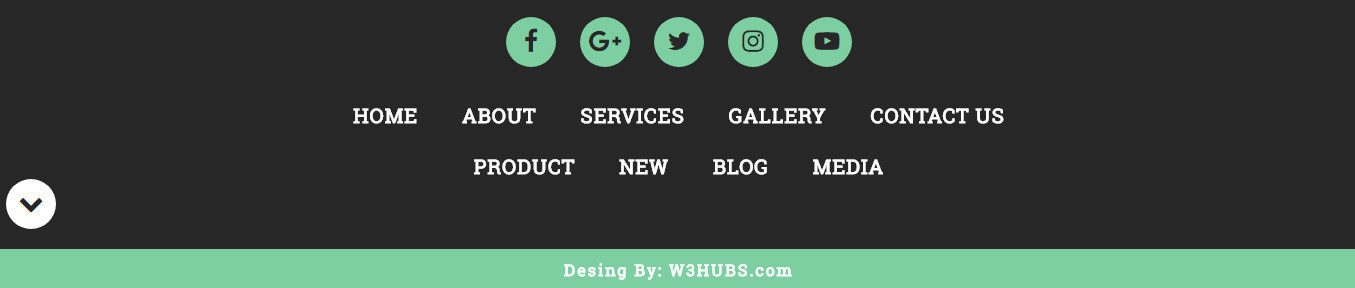 HOME ABOUT SERVICES GALLERY CONTACT US
PRODUCT NEW BLOG MEDIA
Desing By: W3HUBS.com